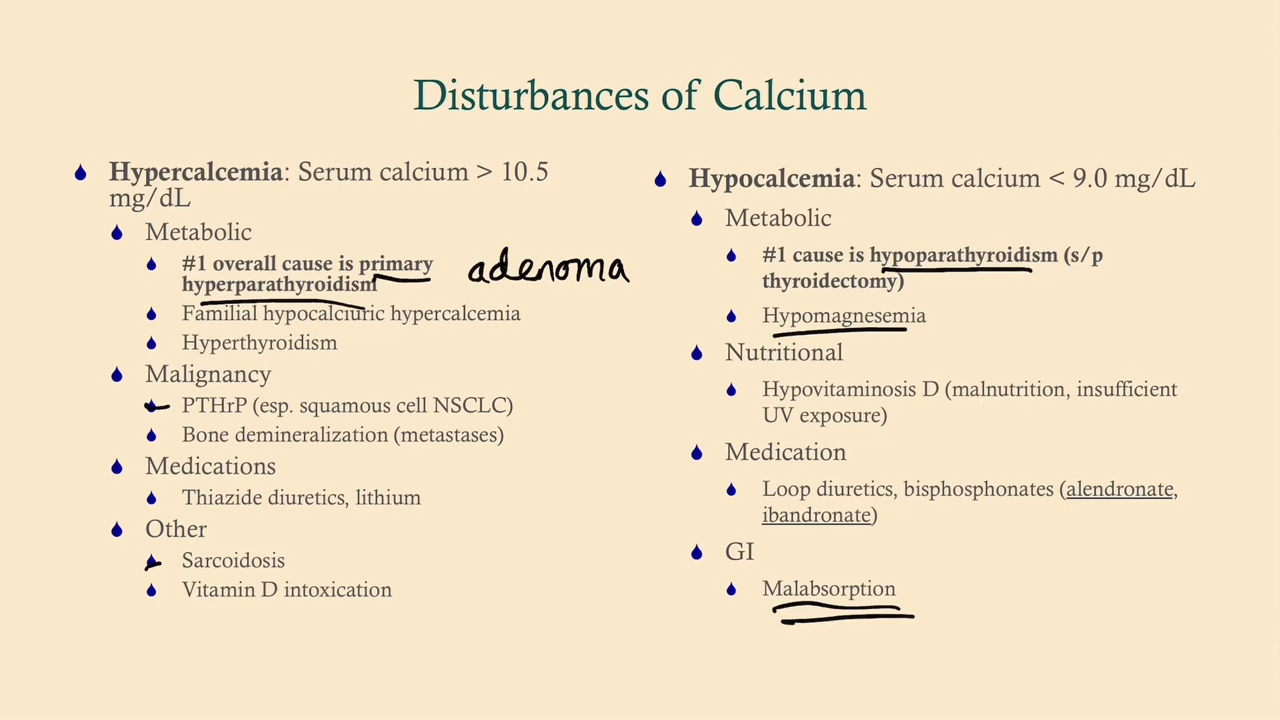 Disturbances of Calcium
Hypercalcemia: Serum calcium > 10.5
mg/dL
Metabolic
#1 overall cause is primary
hyperparathyroidism
adenoma
Familial hypocalciuric hypercalcemia
Hyperthyroidism
Malignancy
PTHrP (esp. squamous cell NSCLC)
Bone demineralization (metastases)
Medications
Thiazide diuretics, lithium
Other
Sarcoidosis
Vitamin D intoxication
Hypocalcemia: Serum calcium < 9.0 mg/dL
Metabolic
#1 cause is hypoparathyroidism (s/p
thyroidectomy)
Hypomagnesemia
Nutritional
Hypovitaminosis D (malnutrition, insufficient
UV exposure)
Medication
Loop diuretics, bisphosphonates (alendronate,
ibandronate)
GI
Malabsorption